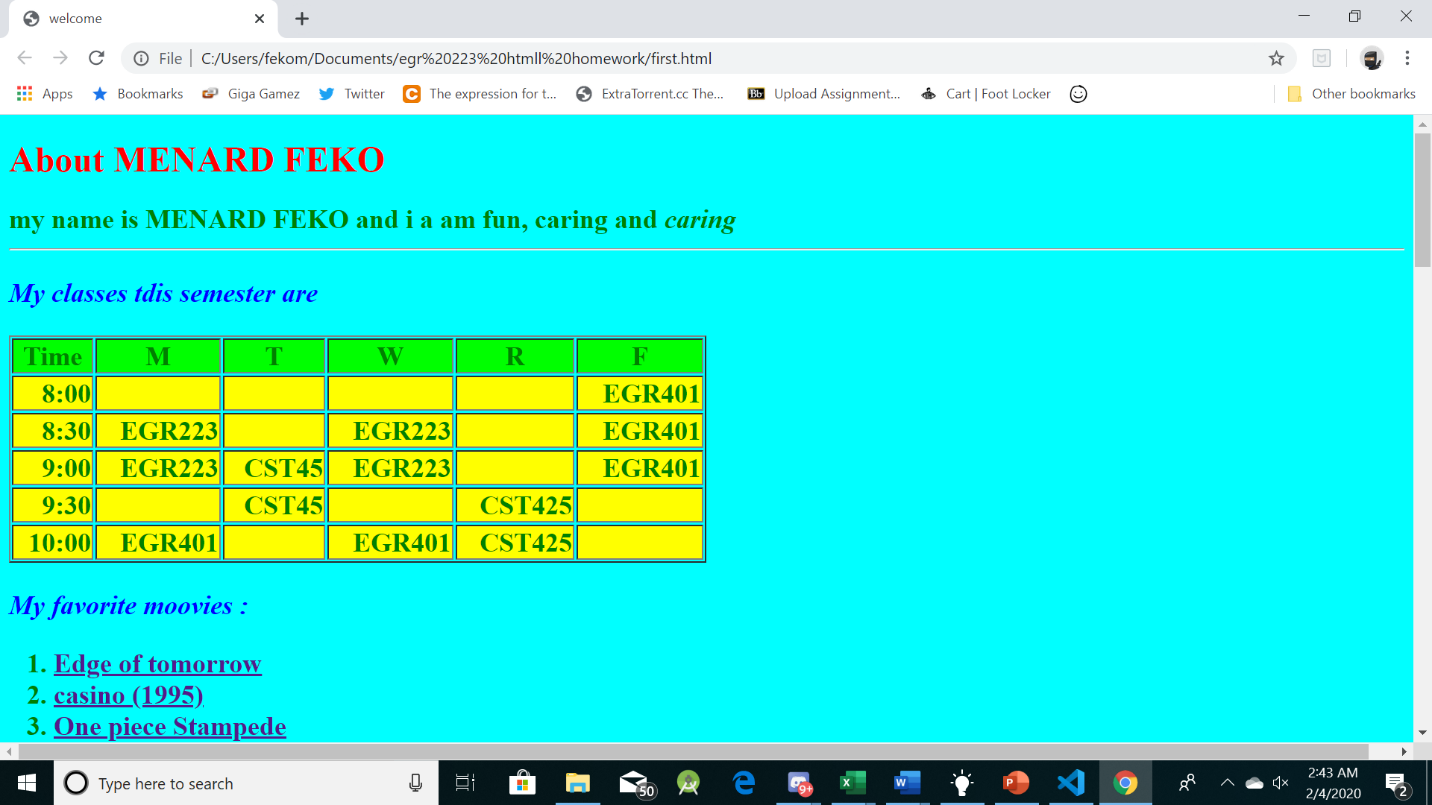 welcome
File C:/Users/fekom/Documents/egr%20223%20htmll%20homework/first.html
Apps Bookmarks Giga Gamez Twitter The expression for t... ExtraTorrent.cc The... Bb Upload Assignment... Cart | Foot Locker Other bookmarks
About MENARD FEKO
my name is MENARD FEKO and i a am fun, caring and caring
My classes tdis semester are
Time M T W R F
8:00 EGR401
8:30 EGR223 EGR223 EGR401
9:00 EGR223 CST45 EGR223 EGR401
9:30 CST45 CST425
10:00 EGR401 EGR401 CST425
My favorite moovies :
1. Edge of tomorrow
2. casino (1995)
3. One piece Stampede
Type here to search 50 9+ 2:43 AM
2/4/2020 2